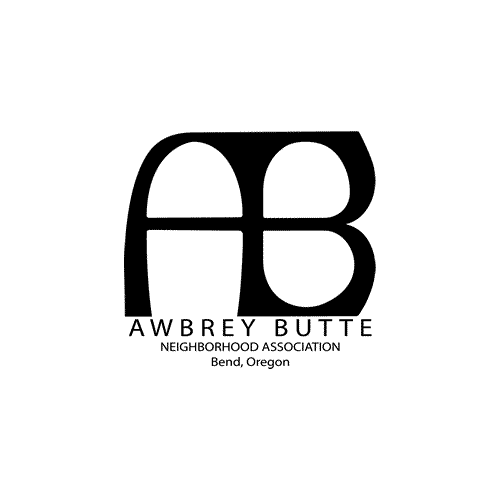 AB
AWBREY BUTTE
NEIGHBORHOOD ASSOCIATION
Bend, Oregon